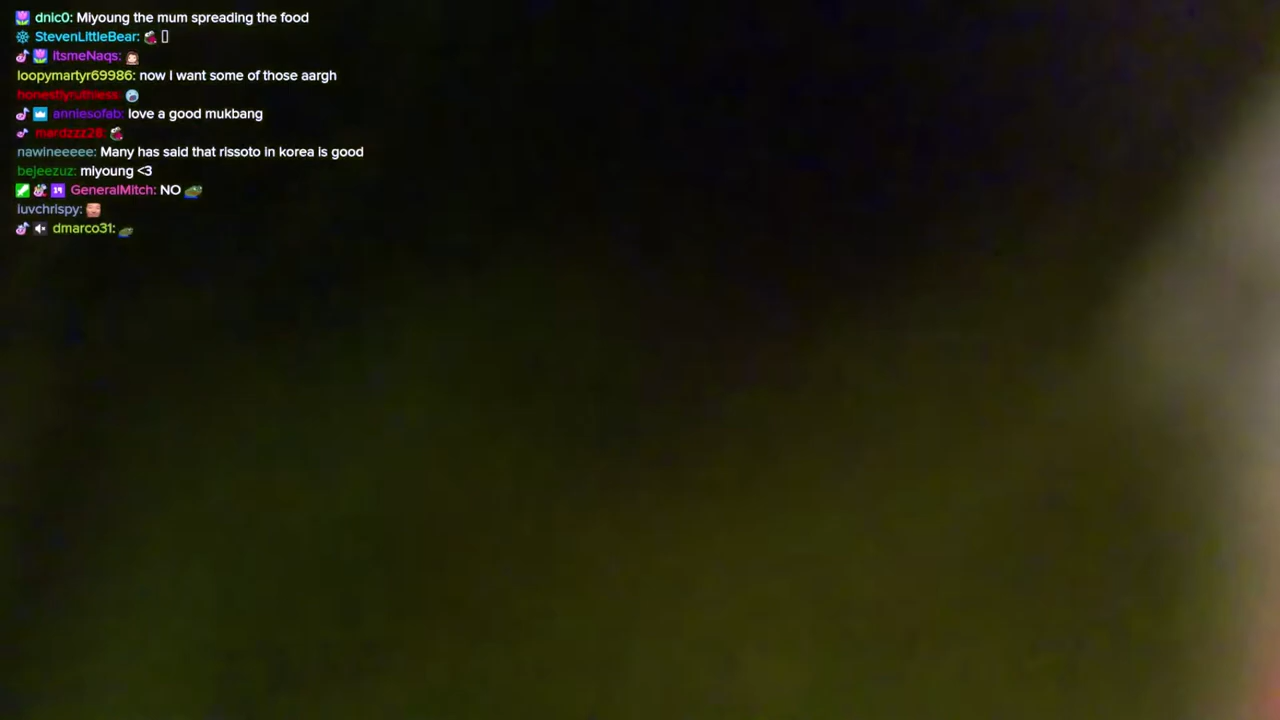 dnic0: Miyoung the mum spreading the food
StevenLittleBear:
ItsmeNaqs:
loopymartyr69986: now I want some of those aargh
honestlyruthless
anniesofab: love a good mukbang
mardzzz28:
nawineeeee: Many has said that rissoto in korea is good
bejeezuz: miyoung <3
GeneralMitch: NO
luvchrispy:
dmarco31: